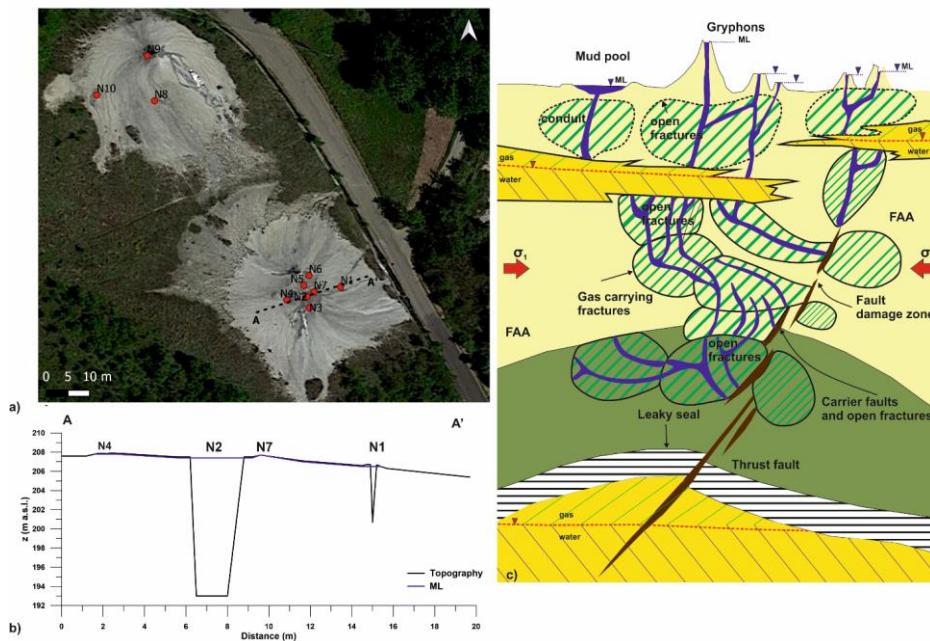 N9
N10
N8
N6
N5
N7
N1
N4
N2
N3
A
A'
0 5 10 m
a)
A
A'
N4
N2
N7
N1
210
208
206
204
202
200
198
196
194
192
z (m a.s.l.)
0 2 4 6 8 10 12 14 16 18 20
Distance (m)
Topography
ML
b)
Gryphons
ML
Mud pool
ML
ML
conduit
open
fractures
gas
water
gas
water
open
fractures
FAA
σ1
σ
Gas carrying
fractures
Fault
damage zone
FAA
open
fractures
Carrier faults
and open fractures
Leaky seal
Thrust fault
gas
water
c)